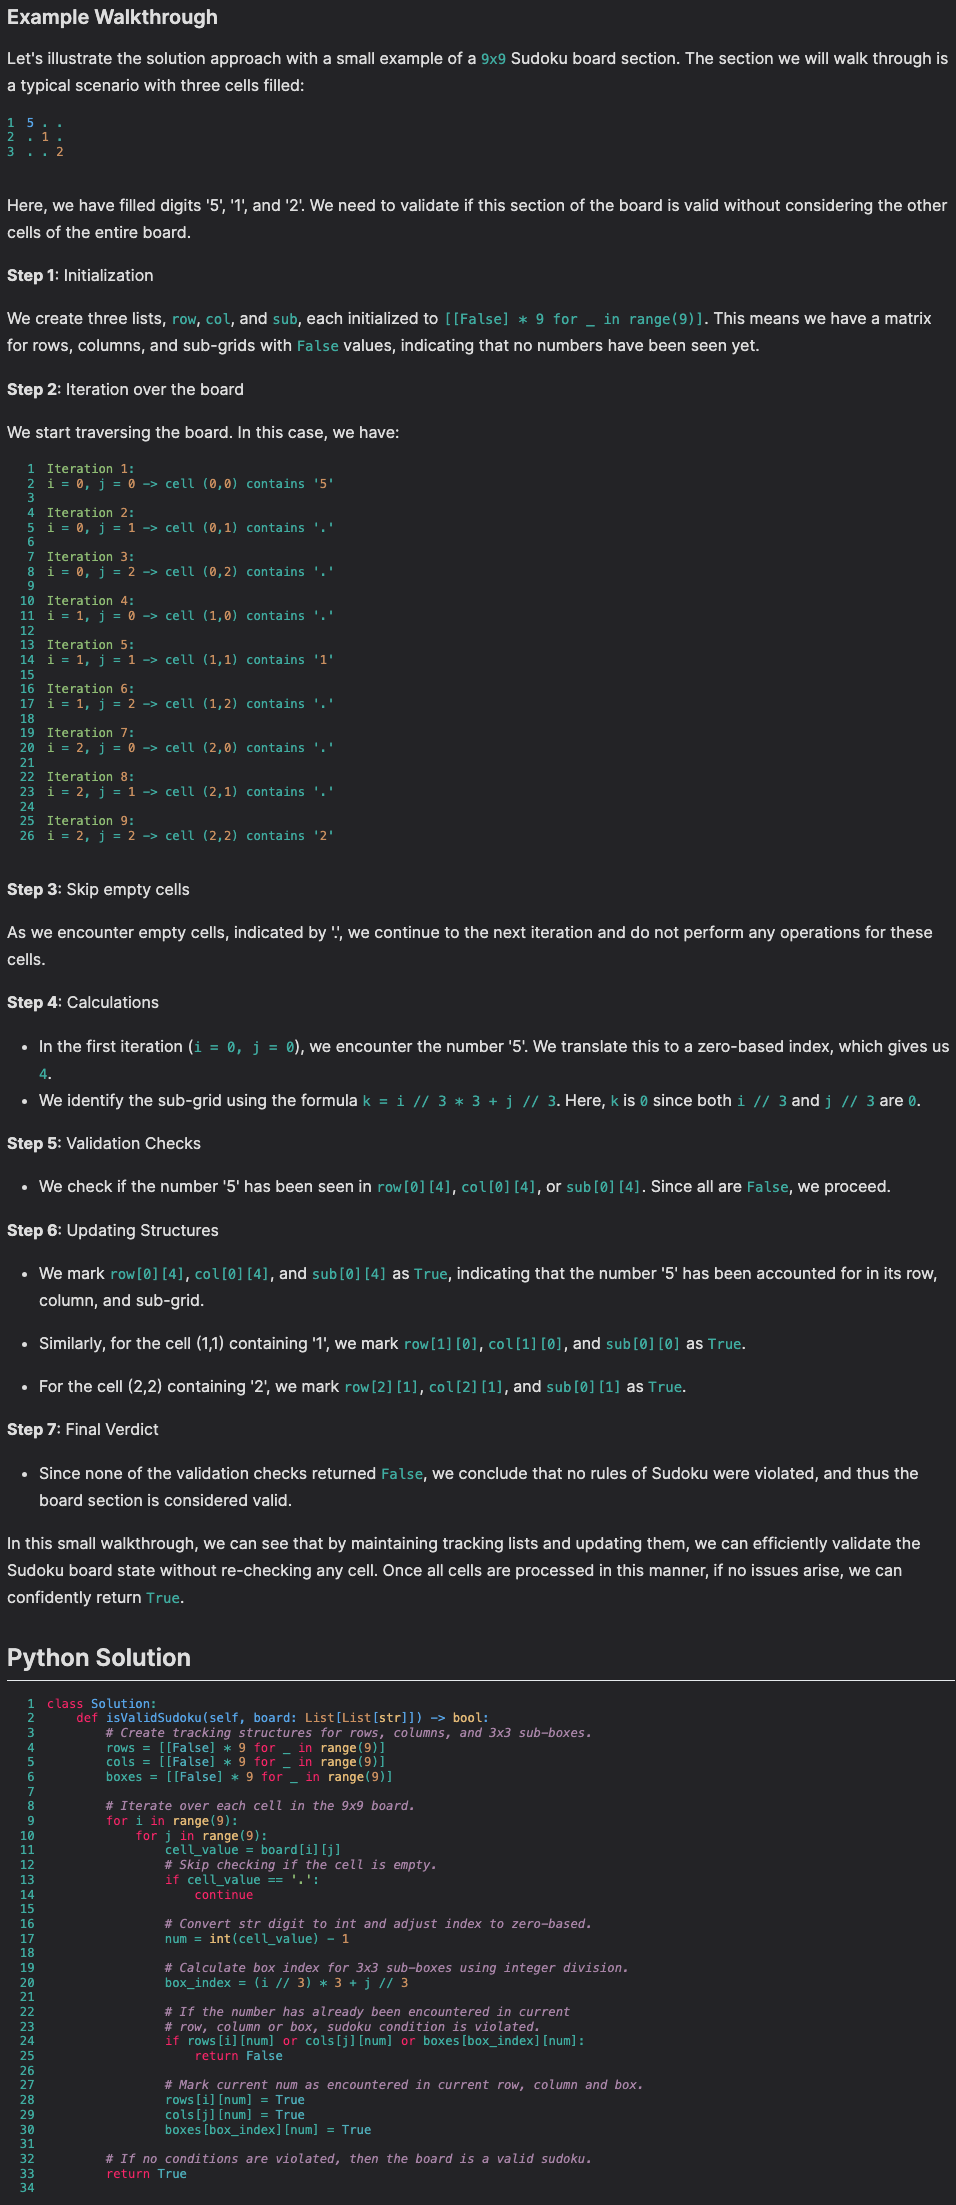 Example Walkthrough
Let's illustrate the solution approach with a small example of a 9x9 Sudoku board section. The section we will walk through is
a typical scenario with three cells filled:
1 5 . .
2 . 1 .
3 . . 2
Here, we have filled digits '5', '1', and '2'. We need to validate if this section of the board is valid without considering the other
cells of the entire board.
Step 1: Initialization
We create three lists, row, col, and sub, each initialized to [[False] * 9 for _ in range(9)]. This means we have a matrix
for rows, columns, and sub-grids with False values, indicating that no numbers have been seen yet.
Step 2: Iteration over the board
We start traversing the board. In this case, we have:
1 Iteration 1:
2 i = 0, j = 0 -> cell (0,0) contains '5'
3
4 Iteration 2:
5 i = 0, j = 1 -> cell (0,1) contains '.'
6
7 Iteration 3:
8 i = 0, j = 2 -> cell (0,2) contains '.'
9
10 Iteration 4:
11 i = 1, j = 0 -> cell (1,0) contains '.'
12
13 Iteration 5:
14 i = 1, j = 1 -> cell (1,1) contains '1'
15
16 Iteration 6:
17 i = 1, j = 2 -> cell (1,2) contains '.'
18
19 Iteration 7:
20 i = 2, j = 0 -> cell (2,0) contains '.'
21
22 Iteration 8:
23 i = 2, j = 1 -> cell (2,1) contains '.'
24
25 Iteration 9:
26 i = 2, j = 2 -> cell (2,2) contains '2'
Step 3: Skip empty cells
As we encounter empty cells, indicated by '.', we continue to the next iteration and do not perform any operations for these
cells.
Step 4: Calculations
• In the first iteration (i = 0, j = 0), we encounter the number '5'. We translate this to a zero-based index, which gives us
4.
• We identify the sub-grid using the formula k = i // 3 * 3 + j // 3. Here, k is 0 since both i // 3 and j // 3 are 0.
Step 5: Validation Checks
• We check if the number '5' has been seen in row[0][4], col[0][4], or sub[0][4]. Since all are False, we proceed.
Step 6: Updating Structures
• We mark row[0][4], col[0][4], and sub[0][4] as True, indicating that the number '5' has been accounted for in its row,
column, and sub-grid.
• Similarly, for the cell (1,1) containing '1', we mark row[1][0], col[1][0], and sub[0][0] as True.
• For the cell (2,2) containing '2', we mark row[2][1], col[2][1], and sub[0][1] as True.
Step 7: Final Verdict
• Since none of the validation checks returned False, we conclude that no rules of Sudoku were violated, and thus the
board section is considered valid.
In this small walkthrough, we can see that by maintaining tracking lists and updating them, we can efficiently validate the
Sudoku board state without re-checking any cell. Once all cells are processed in this manner, if no issues arise, we can
confidently return True.
Python Solution
1 class Solution:
2     def isValidSudoku(self, board: List[List[str]]) -> bool:
3         # Create tracking structures for rows, columns, and 3x3 sub-boxes.
4         rows = [[False] * 9 for _ in range(9)]
5         cols = [[False] * 9 for _ in range(9)]
6         boxes = [[False] * 9 for _ in range(9)]
7
8         # Iterate over each cell in the 9x9 board.
9         for i in range(9):
10             for j in range(9):
11                 cell_value = board[i][j]
12                 # Skip checking if the cell is empty.
13                 if cell_value == '.':
14                     continue
15
16                 # Convert str digit to int and adjust index to zero-based.
17                 num = int(cell_value) - 1
18
19                 # Calculate box index for 3x3 sub-boxes using integer division.
20                 box_index = (i // 3) * 3 + j // 3
21
22                 # If the number has already been encountered in current
23                 # row, column or box, sudoku condition is violated.
24                 if rows[i][num] or cols[j][num] or boxes[box_index][num]:
25                     return False
26
27                 # Mark current num as encountered in current row, column and box.
28                 rows[i][num] = True
29                 cols[j][num] = True
30                 boxes[box_index][num] = True
31
32         # If no conditions are violated, then the board is a valid sudoku.
33         return True
34